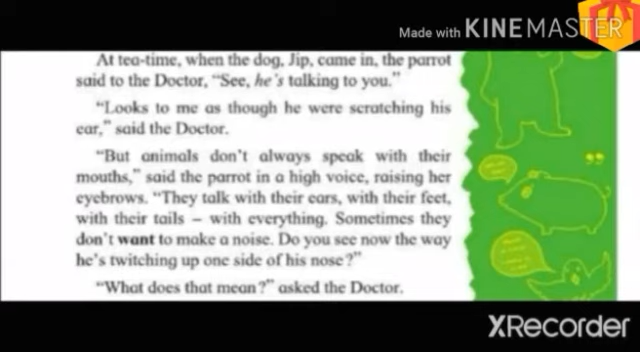 Made with KINEMASTER
At tea-time, when the dog, Jip, came in, the parrot
said to the Doctor, “See, he’s talking to you.”
“Looks to me as though he were scratching his
ear,” said the Doctor.
“But animals don’t always speak with their
mouths,” said the parrot in a high voice, raising her
eyebrows. “They talk with their ears, with their feet,
with their tails – with everything. Sometimes they
don’t want to make a noise. Do you see now the way
he’s twitching up one side of his nose?”
“What does that mean?” asked the Doctor.
XRecorder